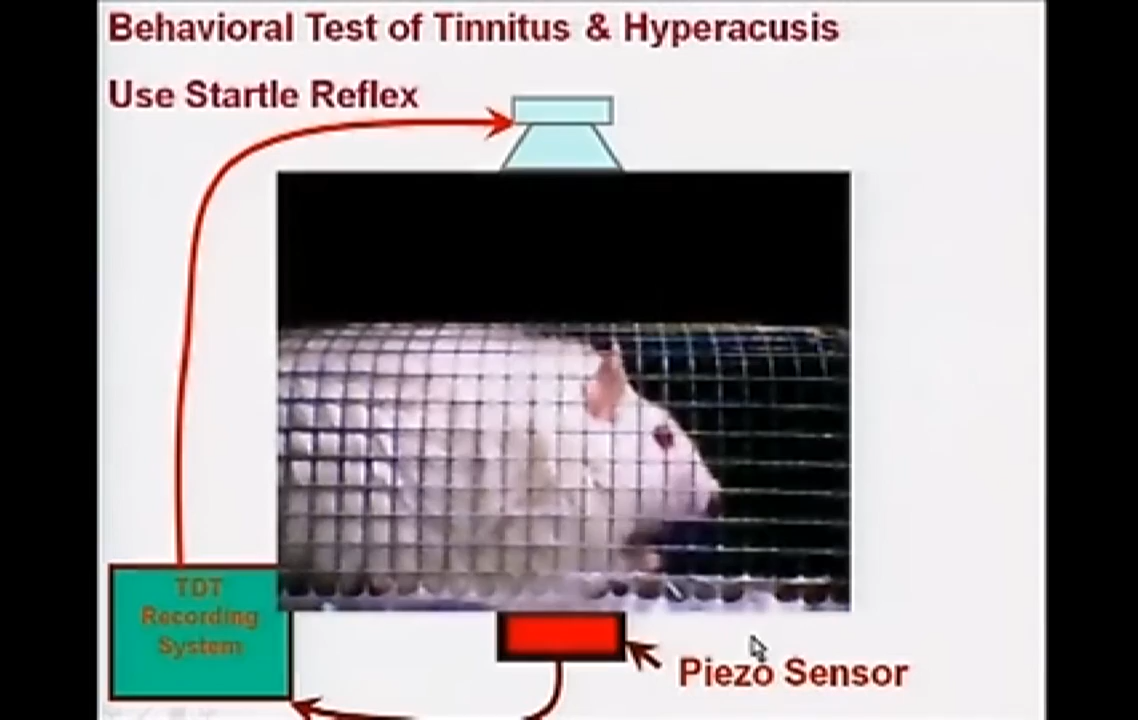 Behavioral Test of Tinnitus & Hyperacusis
Use Startle Reflex
TDT
Recording
System
Piezo Sensor